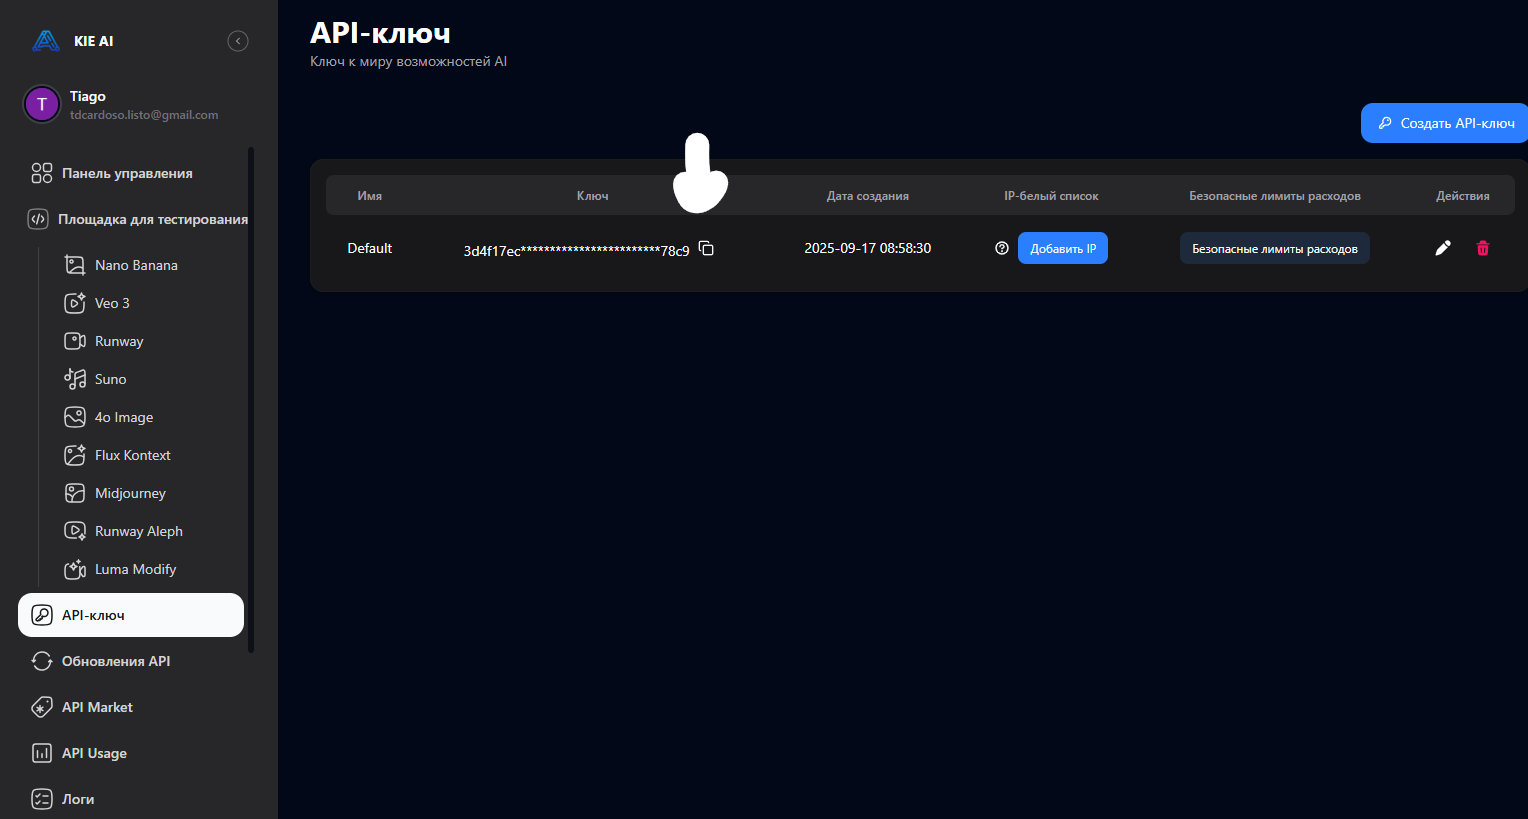 KIE AI
Tiago
tdcardoso.listo@gmail.com
Панель управления
Площадка для тестирования
Nano Banana
Veo 3
Runway
Suno
4o Image
Flux Kontext
Midjourney
Runway Aleph
Luma Modify
API-ключ
Обновления API
API Market
API Usage
Логи
API-ключ
Ключ к миру возможностей AI
Создать API-ключ
Имя Ключ Дата создания IP-белый список Безопасные лимиты расходов Действия
Default 3d4f17ec************************78c9 2025-09-17 08:58:30 Добавить IP Безопасные лимиты расходов